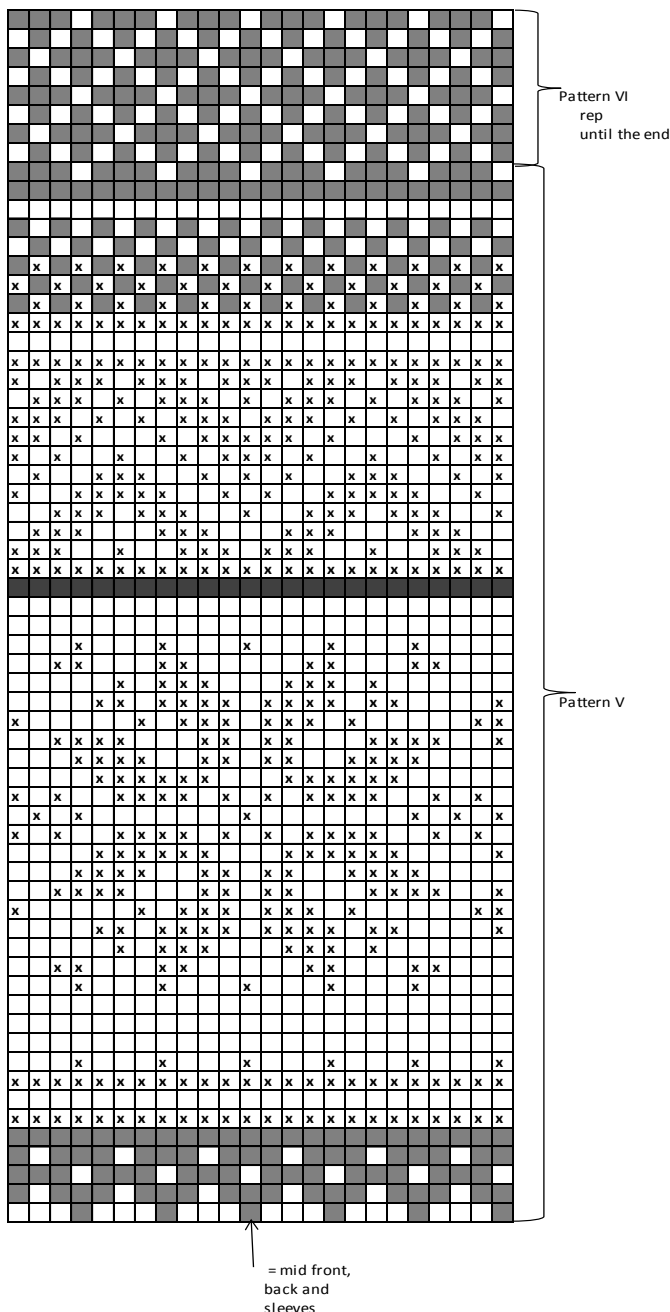 Pattern VI
rep
until the end
Pattern V
= mid front,
back and
sleeves